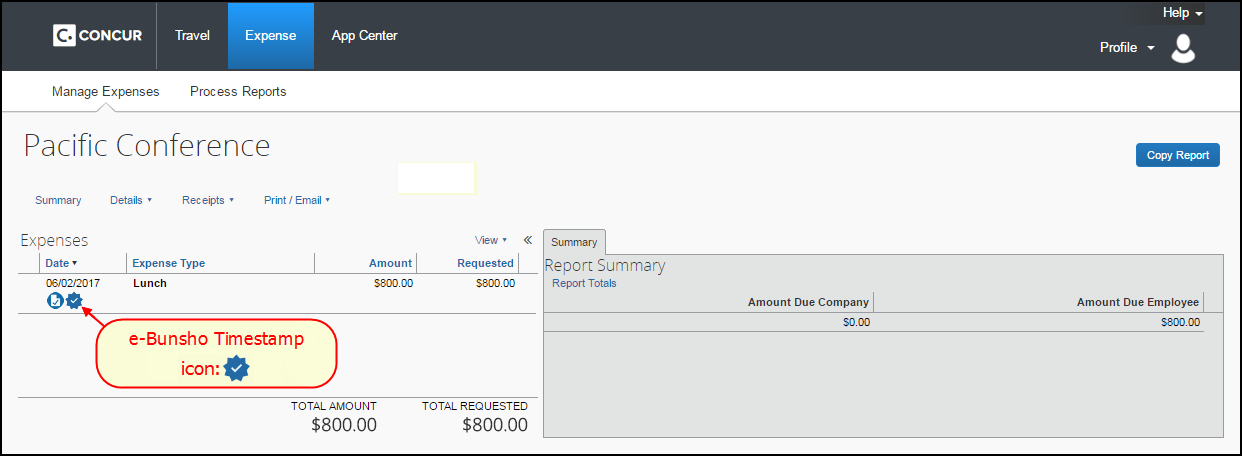 Help
CONCUR Travel Expense App Center
Profile
Manage Expenses Process Reports
Pacific Conference
Copy Report
Summary Details Receipts Print / Email
Expenses View
Date Expense Type Amount Requested
06/02/2017 Lunch $800.00 $800.00
e-Bunsho Timestamp
icon:
TOTAL AMOUNT TOTAL REQUESTED
$800.00 $800.00
Summary
Report Summary
Report Totals
Amount Due Company Amount Due Employee
$0.00 $800.00